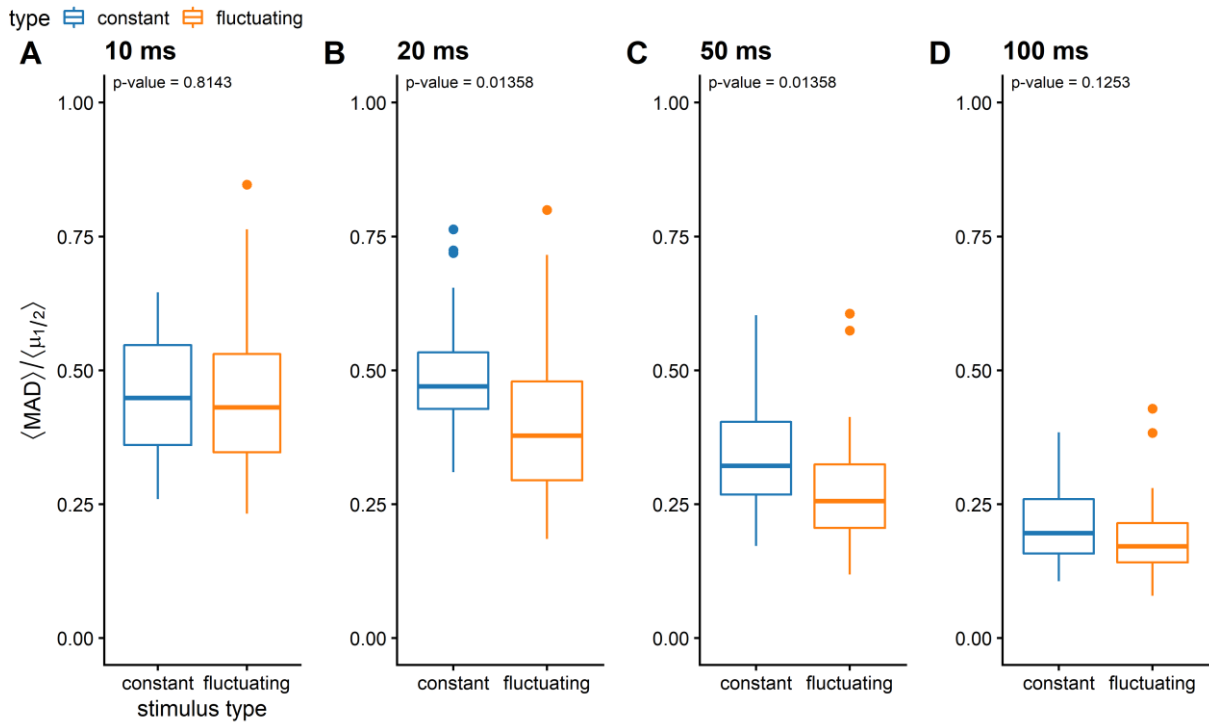 type constant fluctuating
A 10 ms
p-value = 0.8143
1.00
0.75
0.50
0.25
0.00
⟨MAD⟩/⟨μ1/2⟩
constant fluctuating
stimulus type
B 20 ms
p-value = 0.01358
1.00
0.75
0.50
0.25
0.00
constant fluctuating
C 50 ms
p-value = 0.01358
1.00
0.75
0.50
0.25
0.00
constant fluctuating
D 100 ms
p-value = 0.1253
1.00
0.75
0.50
0.25
0.00
constant fluctuating